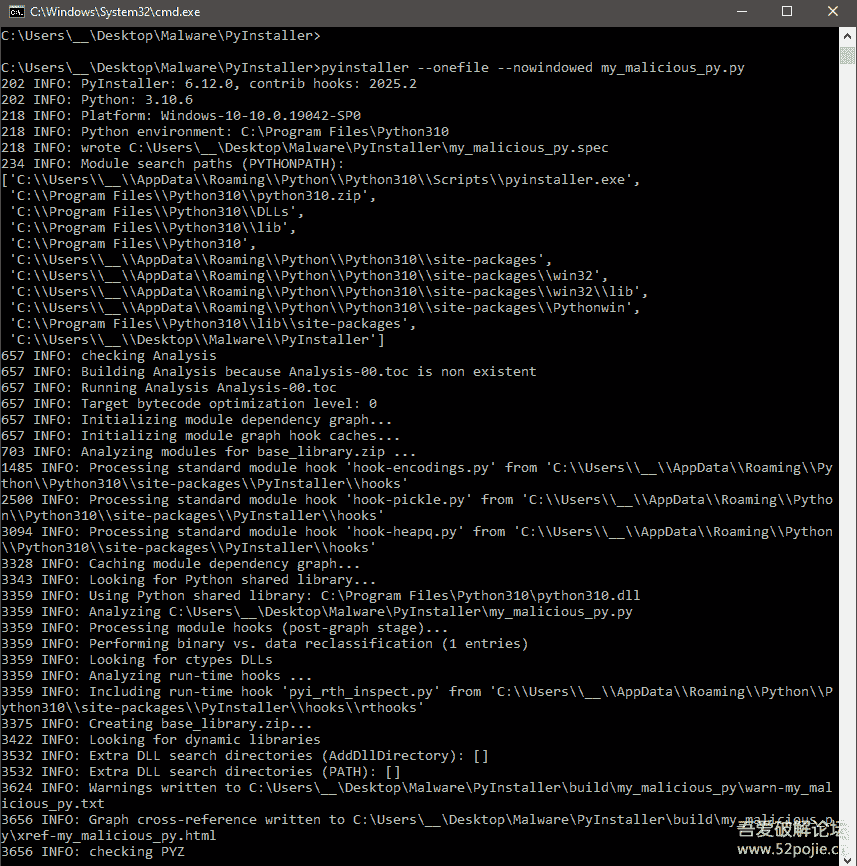 C:\Windows\System32\cmd.exe
C:\Users\__\Desktop\Malware\PyInstaller>
C:\Users\__\Desktop\Malware\PyInstaller>pyinstaller --onefile --nowindowed my_malicious_py.py
202 INFO: PyInstaller: 6.12.0, contrib hooks: 2025.2
202 INFO: Python: 3.10.6
218 INFO: Platform: Windows-10-10.0.19042-SP0
218 INFO: Python environment: C:\Program Files\Python310
218 INFO: wrote C:\Users\__\Desktop\Malware\PyInstaller\my_malicious_py.spec
234 INFO: Module search paths (PYTHONPATH):
['C:\\Users\\__\\AppData\\Roaming\\Python\\Python310\\Scripts\\pyinstaller.exe',
 'C:\\Program Files\\Python310\\python310.zip',
 'C:\\Program Files\\Python310\\DLLs',
 'C:\\Program Files\\Python310\\lib',
 'C:\\Program Files\\Python310',
 'C:\\Users\\__\\AppData\\Roaming\\Python\\Python310\\site-packages',
 'C:\\Users\\__\\AppData\\Roaming\\Python\\Python310\\site-packages\\win32',
 'C:\\Users\\__\\AppData\\Roaming\\Python\\Python310\\site-packages\\win32\\lib',
 'C:\\Users\\__\\AppData\\Roaming\\Python\\Python310\\site-packages\\Pythonwin',
 'C:\\Program Files\\Python310\\lib\\site-packages',
 'C:\\Users\\__\\Desktop\\Malware\\PyInstaller']
657 INFO: checking Analysis
657 INFO: Building Analysis because Analysis-00.toc is non existent
657 INFO: Running Analysis Analysis-00.toc
657 INFO: Target bytecode optimization level: 0
657 INFO: Initializing module dependency graph...
657 INFO: Initializing module graph hook caches...
703 INFO: Analyzing modules for base_library.zip ...
1485 INFO: Processing standard module hook 'hook-encodings.py' from 'C:\\Users\\__\\AppData\\Roaming\\Py
thon\\Python310\\site-packages\\PyInstaller\\hooks'
2500 INFO: Processing standard module hook 'hook-pickle.py' from 'C:\\Users\\__\\AppData\\Roaming\\Pytho
n\\Python310\\site-packages\\PyInstaller\\hooks'
3094 INFO: Processing standard module hook 'hook-heapq.py' from 'C:\\Users\\__\\AppData\\Roaming\\Python
\\Python310\\site-packages\\PyInstaller\\hooks'
3328 INFO: Caching module dependency graph...
3343 INFO: Looking for Python shared library...
3359 INFO: Using Python shared library: C:\Program Files\Python310\python310.dll
3359 INFO: Analyzing C:\Users\__\Desktop\Malware\PyInstaller\my_malicious_py.py
3359 INFO: Processing module hooks (post-graph stage)...
3359 INFO: Performing binary vs. data reclassification (1 entries)
3359 INFO: Looking for ctypes DLLs
3359 INFO: Analyzing run-time hooks ...
3359 INFO: Including run-time hook 'pyi_rth_inspect.py' from 'C:\\Users\\__\\AppData\\Roaming\\Python\\P
ython310\\site-packages\\PyInstaller\\hooks\\rthooks'
3375 INFO: Creating base_library.zip...
3422 INFO: Looking for dynamic libraries
3532 INFO: Extra DLL search directories (AddDllDirectory): []
3532 INFO: Extra DLL search directories (PATH): []
3624 INFO: Warnings written to C:\Users\__\Desktop\Malware\PyInstaller\build\my_malicious_py\warn-my_mal
icious_py.txt
3656 INFO: Graph cross-reference written to C:\Users\__\Desktop\Malware\PyInstaller\build\my_malicious_p
y\xref-my_malicious_py.html
3656 INFO: checking PYZ
吾爱破解论坛
www.52pojie.c